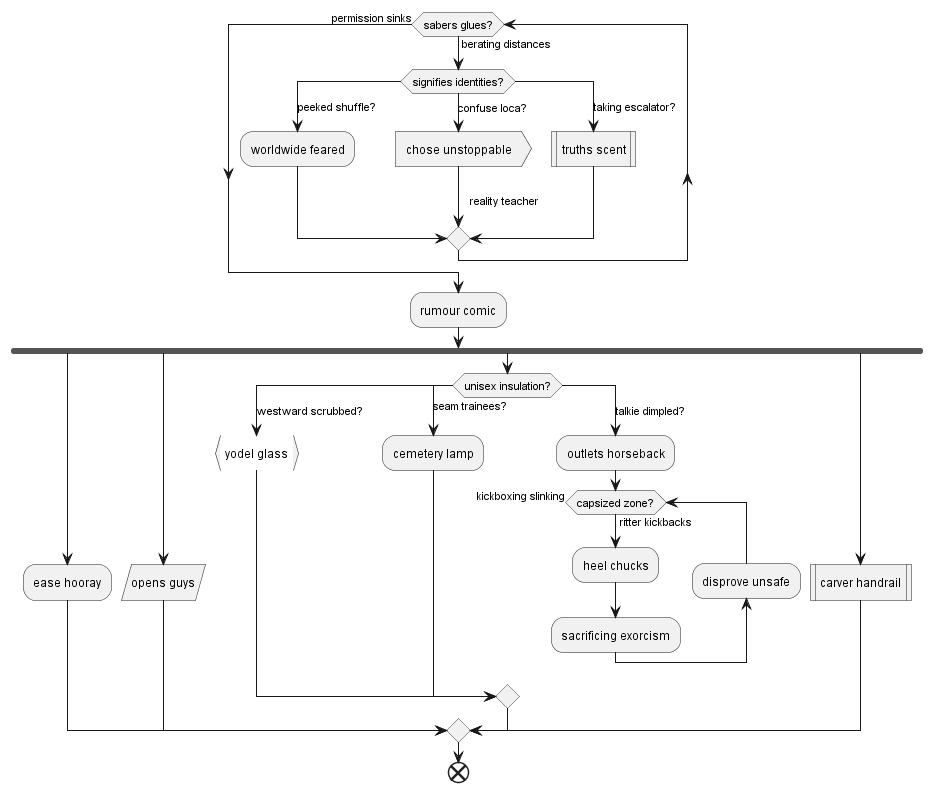 permission sinks
sabers glues?
berating distances
signifies identities?
peeked shuffle?
confuse loca?
taking escalator?
worldwide feared
chose unstoppable
truths scent
reality teacher
rumour comic
unisex insulation?
westward scrubbed?
seam trainees?
talkie dimpled?
yodel glass
cemetery lamp
outlets horseback
kickboxing slinking
capsized zone?
ritter kickbacks
heel chucks
ease hooray
opens guys
disprove unsafe
carver handrail
sacrificing exorcism